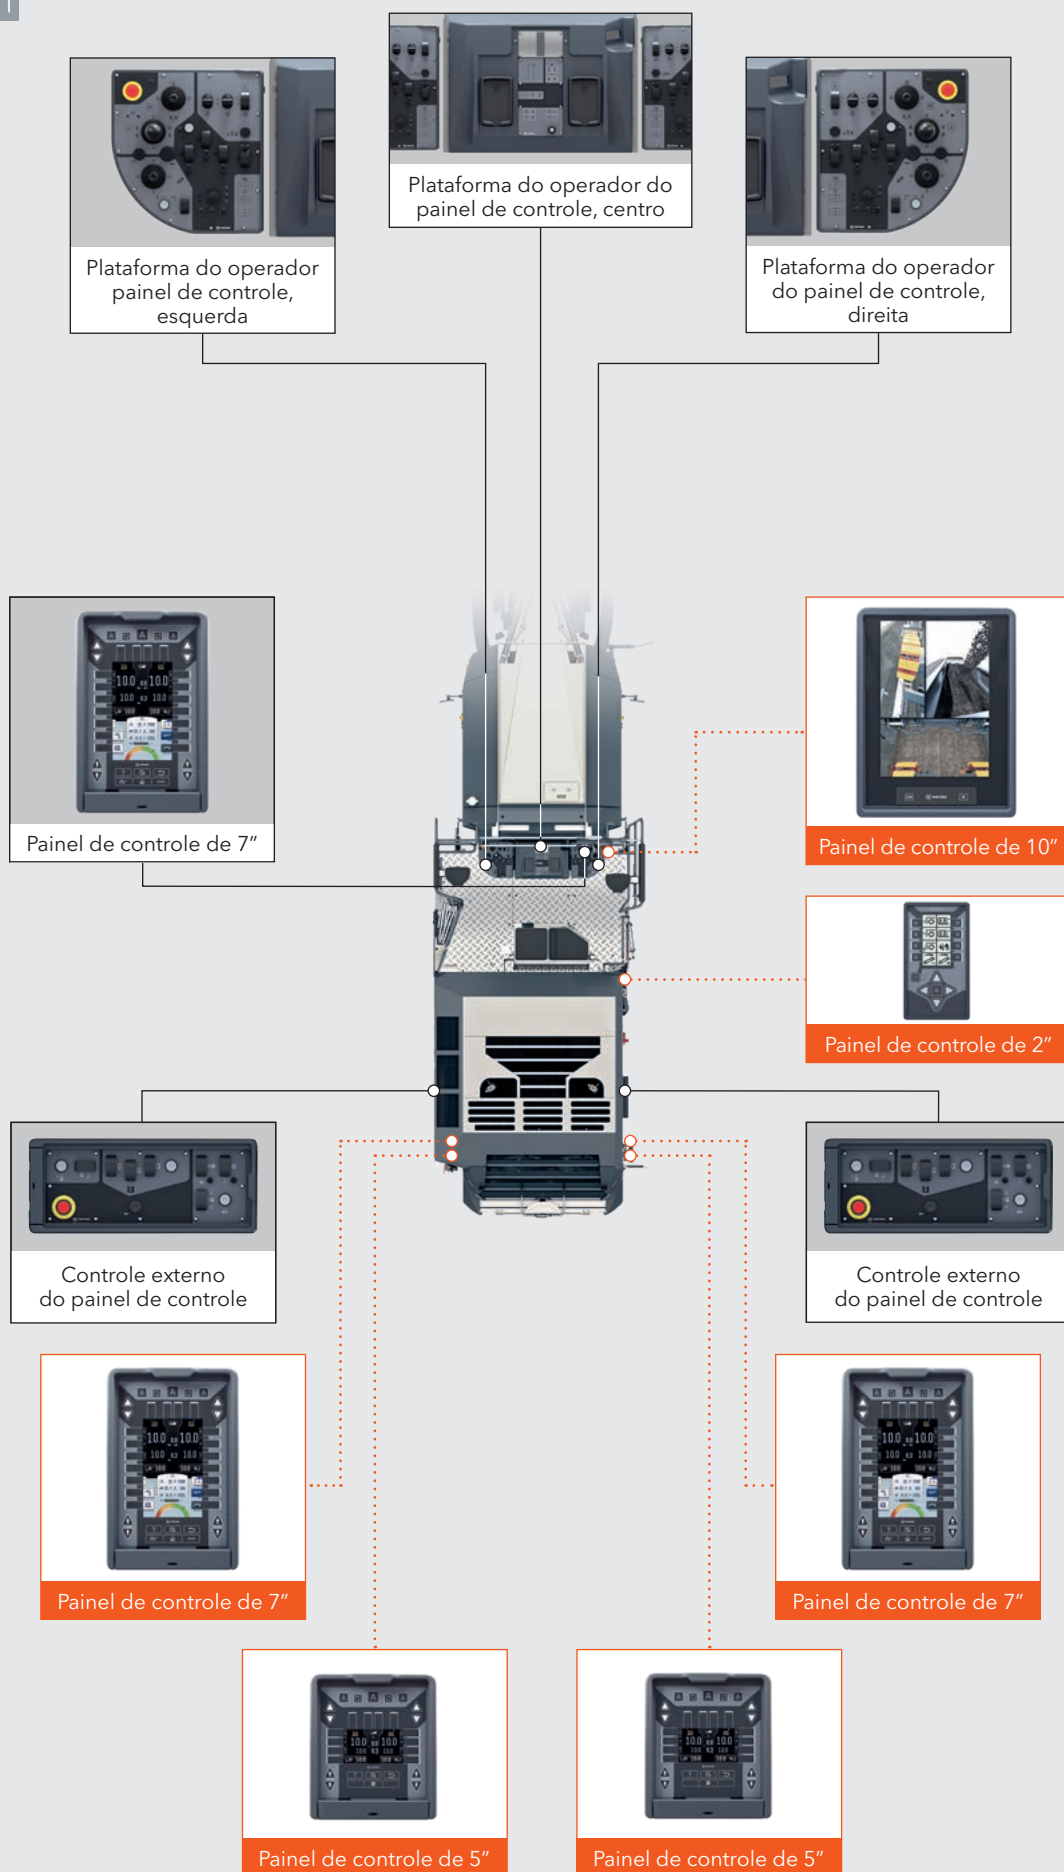 1
Plataforma do operador do
painel de controle, centro
Plataforma do operador
painel de controle,
esquerda
Plataforma do operador
do painel de controle,
direita
Painel de controle de 7”
Painel de controle de 10”
Painel de controle de 2”
Controle externo
do painel de controle
Controle externo
do painel de controle
Painel de controle de 7”
Painel de controle de 7”
Painel de controle de 5”
Painel de controle de 5”